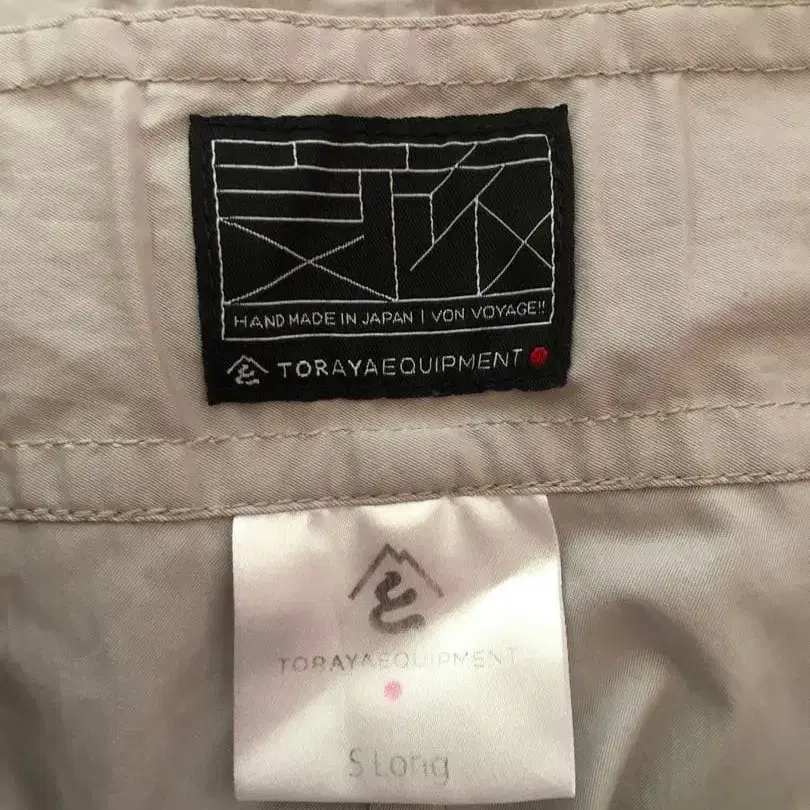 HAND MADE IN JAPAN | VON VOYAGE!!
TORAYAEQUIPMENT
TORAYAEQUIPMENT
S Long